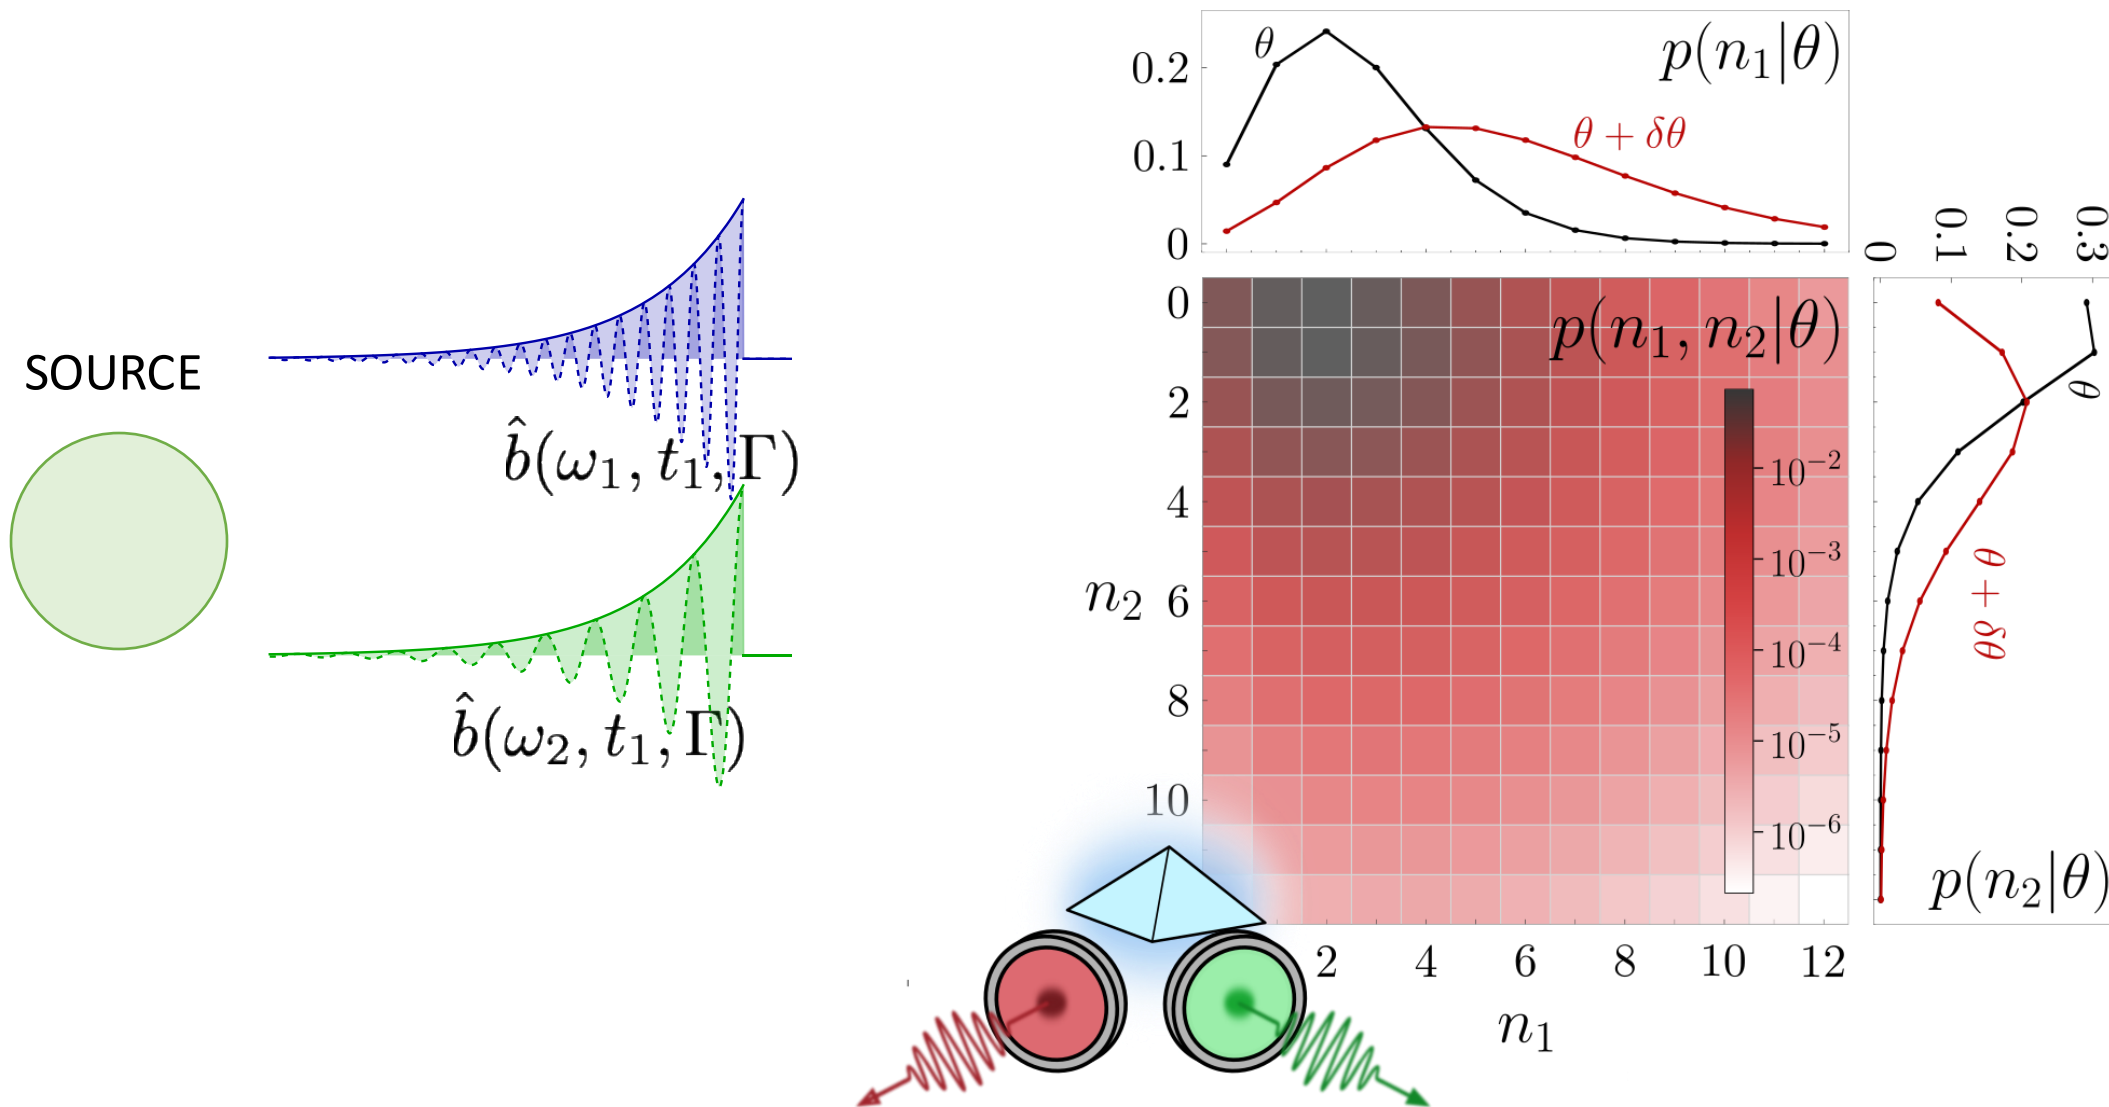 SOURCE
b̂(ω₁, t₁, Γ)
b̂(ω₂, t₁, Γ)
p(n₁|θ)
θ
θ + δθ
0.2
0.1
0
p(n₁, n₂|θ)
0
2
4
6
8
10
n₂
10⁻²
10⁻³
10⁻⁴
10⁻⁵
10⁻⁶
2 4 6 8 10 12
n₁
0 0.1 0.2 0.3
θ
θ + δθ
p(n₂|θ)